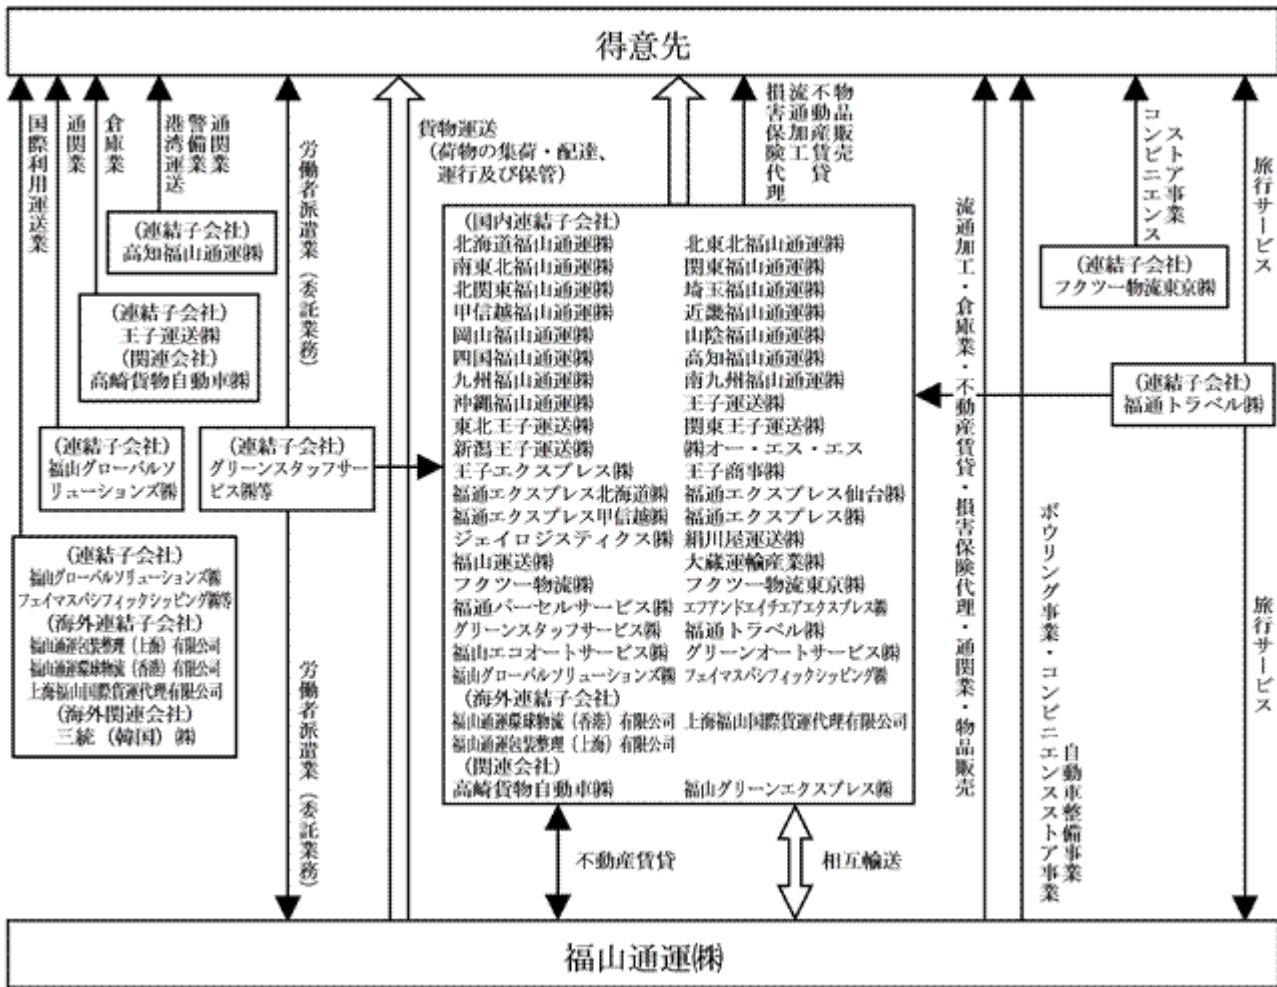 得意先
国際利用運送業
通関業
倉庫業
通関業
警備業
港湾運送
労働者派遣業（委託業務）
貨物運送
（荷物の集荷・配達、
運行及び保管）
物品販売
不動産賃貸
流通加工
損害保険代理
流通加工・倉庫業・不動産賃貸・損害保険代理・通関業・物品販売
ストア事業
コンビニエンス
旅行サービス
（連結子会社）
高知福山通運㈱
（連結子会社）
王子運送㈱
（関連会社）
高崎貨物自動車㈱
（連結子会社）
福山グローバルソ
リューションズ㈱
（連結子会社）
グリーンスタッフサー
ビス㈱等
（連結子会社）
福山グローバルソリューションズ㈱
フェイマスパシフィックシッピング㈱等
（海外連結子会社）
福山通運包装整理（上海）有限公司
福山通運環球物流（香港）有限公司
上海福山国際貨運代理有限公司
（海外関連会社）
三統（韓国）㈱
労働者派遣業（委託業務）
（国内連結子会社）
北海道福山通運㈱　北東北福山通運㈱
南東北福山通運㈱　関東福山通運㈱
北関東福山通運㈱　埼玉福山通運㈱
甲信越福山通運㈱　近畿福山通運㈱
岡山福山通運㈱　山陰福山通運㈱
四国福山通運㈱　高知福山通運㈱
九州福山通運㈱　南九州福山通運㈱
沖縄福山通運㈱　王子運送㈱
東北王子運送㈱　関東王子運送㈱
新潟王子運送㈱　㈱オー・エス・エス
王子エクスプレス㈱　王子商事㈱
福通エクスプレス北海道㈱　福通エクスプレス仙台㈱
福通エクスプレス甲信越㈱　福通エクスプレス㈱
ジェイロジスティクス㈱　絹川屋運送㈱
福山運送㈱　大蔵運輸産業㈱
フクツー物流㈱　フクツー物流東京㈱
福通パーセルサービス㈱　エフアンドエイチエアエクスプレス㈱
グリーンスタッフサービス㈱　福通トラベル㈱
福山エコオートサービス㈱　グリーンオートサービス㈱
福山グローバルソリューションズ㈱　フェイマスパシフィックシッピング㈱
（海外連結子会社）
福山通運環球物流（香港）有限公司　上海福山国際貨運代理有限公司
福山通運包装整理（上海）有限公司
（関連会社）
高崎貨物自動車㈱　福山グリーンエクスプレス㈱
（連結子会社）
フクツー物流東京㈱
（連結子会社）
福通トラベル㈱
自動車整備事業
ボウリング事業・コンビニエンスストア事業
旅行サービス
不動産賃貸
相互輸送
福山通運㈱